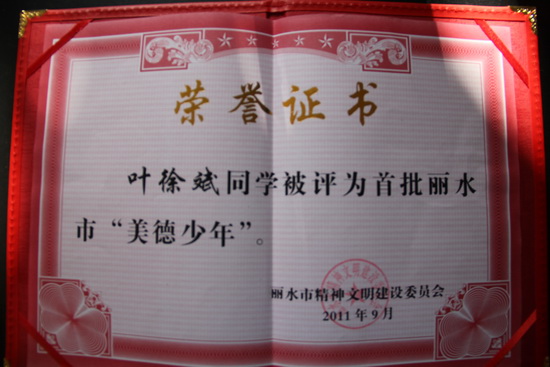 荣誉证书
叶徐斌同学被评为首批丽水
市“美德少年”。
丽水市精神文明建设委员会
2011年9月